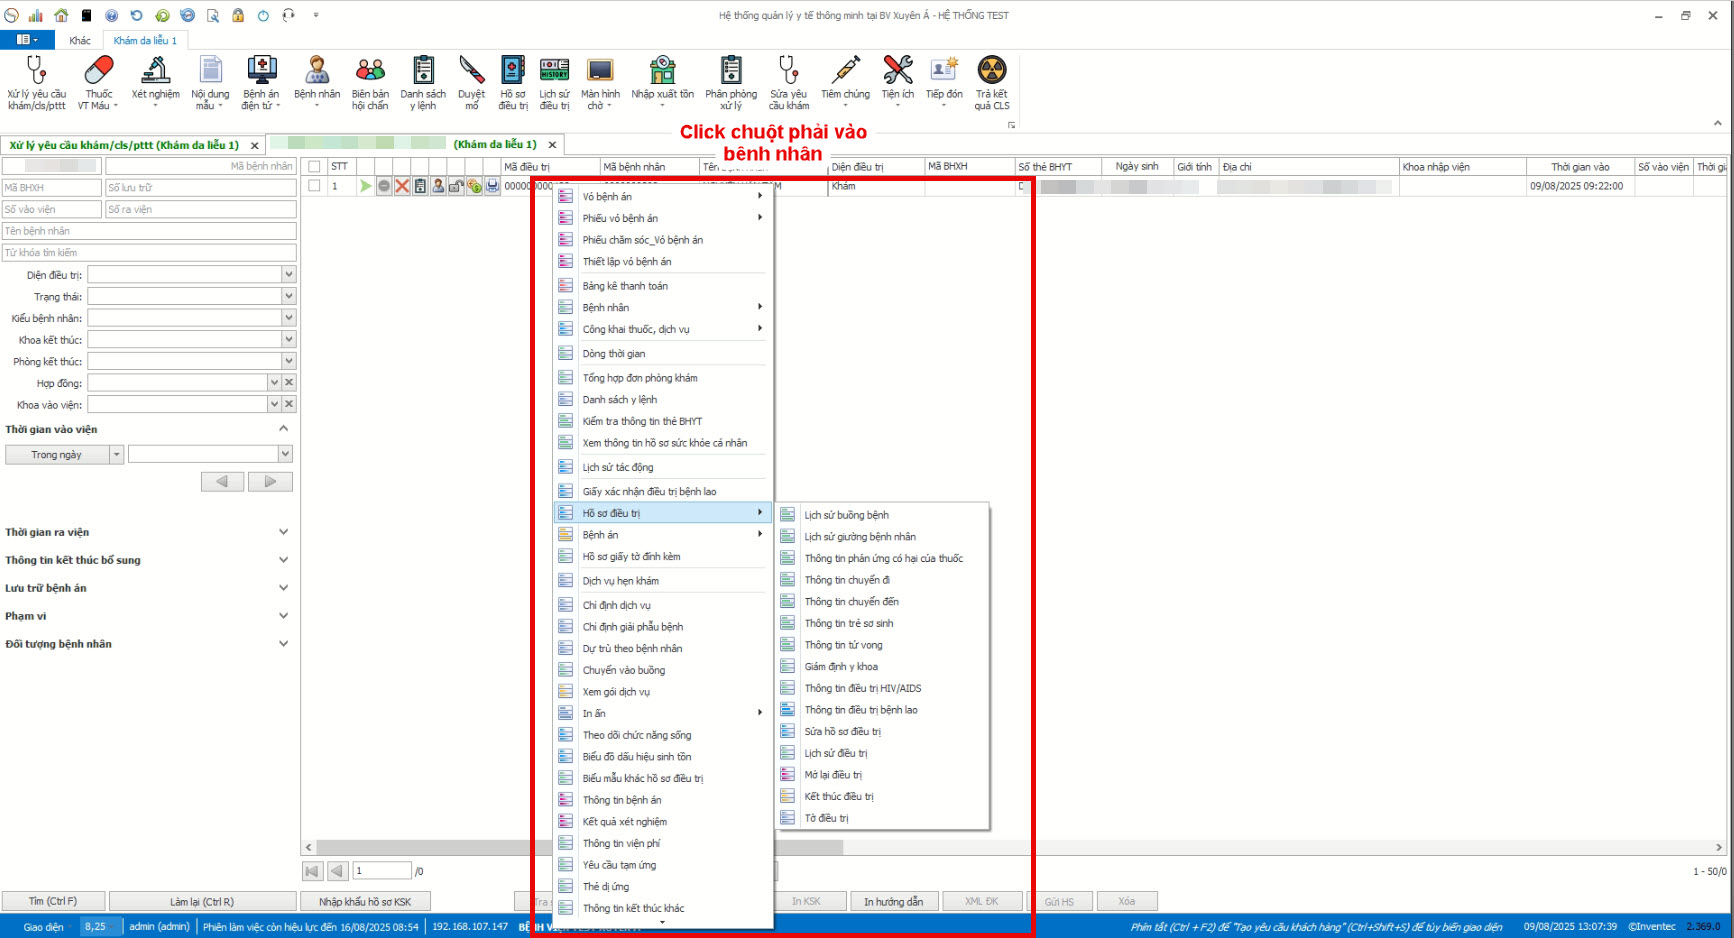 Hệ thống quản lý y tế thông minh tại BV Xuyên Á - HỆ THỐNG TEST
Khác
Khám da liễu 1
Xử lý yêu cầu khám/cls/pttt
Thuốc VT Máu
Xét nghiệm
Nội dung mẫu
Bệnh án điện tử
Bệnh nhân
Biên bản hội chẩn
Danh sách y lệnh
Duyệt mổ
Hồ sơ điều trị
Lịch sử điều trị
Màn hình chờ
Nhập xuất tồn
Phân phòng xử lý
Sửa yêu cầu khám
Tiêm chủng
Tiện ích
Tiếp đón
Trả kết quả CLS
HISTORY
Click chuột phải vào
bênh nhân
Xử lý yêu cầu khám/cls/pttt (Khám da liễu 1)
(Khám da liễu 1)
Mã bệnh nhân
Mã BHXH
Số lưu trữ
Số vào viện
Số ra viện
Tên bệnh nhân
Từ khóa tìm kiếm
Diện điều trị:
Trạng thái:
Kiểu bệnh nhân:
Khoa kết thúc:
Phòng kết thúc:
Hợp đồng:
Khoa vào viện:
Thời gian vào viện
Trong ngày
Thời gian ra viện
Thông tin kết thúc bổ sung
Lưu trữ bệnh án
Phạm vi
Đối tượng bệnh nhân
STT
Mã điều trị
Mã bệnh nhân
Tên
Diện điều trị
Mã BHXH
Số thẻ BHYT
Ngày sinh
Giới tính
Địa chỉ
Khoa nhập viện
Thời gian vào
Số vào viện
Thời gi
1
Khám
09/08/2025 09:22:00
Vỏ bệnh án
Phiếu vỏ bệnh án
Phiếu chăm sóc_Vỏ bệnh án
Thiết lập vỏ bệnh án
Bảng kê thanh toán
Bệnh nhân
Công khai thuốc, dịch vụ
Dòng thời gian
Tổng hợp đơn phòng khám
Danh sách y lệnh
Kiểm tra thông tin thẻ BHYT
Xem thông tin hồ sơ sức khỏe cá nhân
Lịch sử tác động
Giấy xác nhận điều trị bệnh lao
Hồ sơ điều trị
Bệnh án
Hồ sơ giấy tờ đính kèm
Dịch vụ hẹn khám
Chỉ định dịch vụ
Chỉ định giải phẫu bệnh
Dự trù theo bệnh nhân
Chuyển vào buồng
Xem gói dịch vụ
In ấn
Theo dõi chức năng sống
Biểu đồ dấu hiệu sinh tồn
Biểu mẫu khác hồ sơ điều trị
Thông tin bệnh án
Kết quả xét nghiệm
Thông tin viện phí
Yêu cầu tạm ứng
Thẻ dị ứng
Thông tin kết thúc khác
Lịch sử buồng bệnh
Lịch sử giường bệnh nhân
Thông tin phản ứng có hại của thuốc
Thông tin chuyển đi
Thông tin chuyển đến
Thông tin trẻ sơ sinh
Thông tin tử vong
Giám định y khoa
Thông tin điều trị HIV/AIDS
Thông tin điều trị bệnh lao
Sửa hồ sơ điều trị
Lịch sử điều trị
Mở lại điều trị
Kết thúc điều trị
Tờ điều trị
1
/0
1 - 50/0
Tìm (Ctrl F)
Làm lại (Ctrl R)
Nhập khẩu hồ sơ KSK
In KSK
In hướng dẫn
XML ĐK
Gửi HS
Xóa
Giao diện
8,25
admin (admin)
Phiên làm việc còn hiệu lực đến 16/08/2025 08:54
192.168.107.147
Phím tắt (Ctrl + F2) để "Tạo yêu cầu khách hàng" (Ctrl+Shift+S) để tùy biến giao diện
09/08/2025 13:07:39
©Inventec
2.369.0